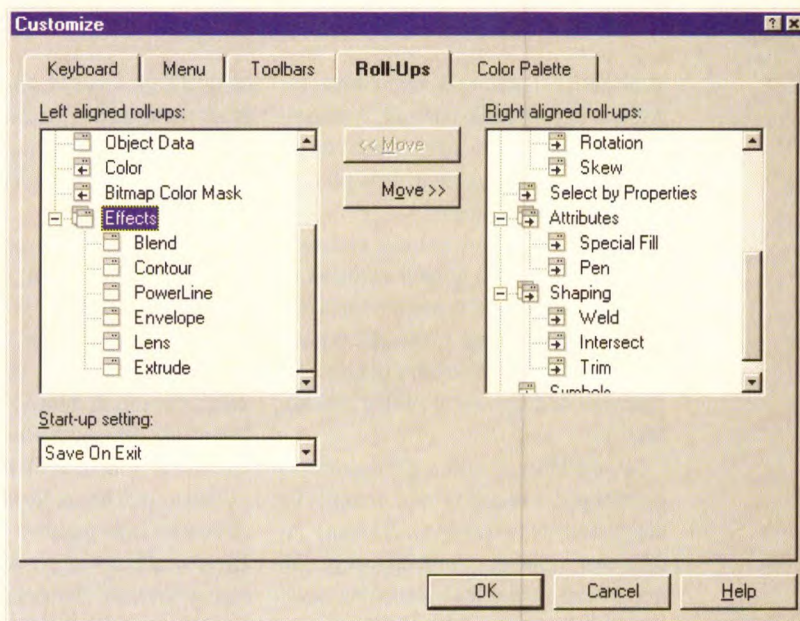 Customize
Keyboard
Menu
Toolbars
Roll-Ups
Color Palette
Left aligned roll-ups:
Object Data
Color
Bitmap Color Mask
Effects
Blend
Contour
PowerLine
Envelope
Lens
Extrude
<< Move
Move >>
Right aligned roll-ups:
Rotation
Skew
Select by Properties
Attributes
Special Fill
Pen
Shaping
Weld
Intersect
Trim
Symbols
Start-up setting:
Save On Exit
OK
Cancel
Help